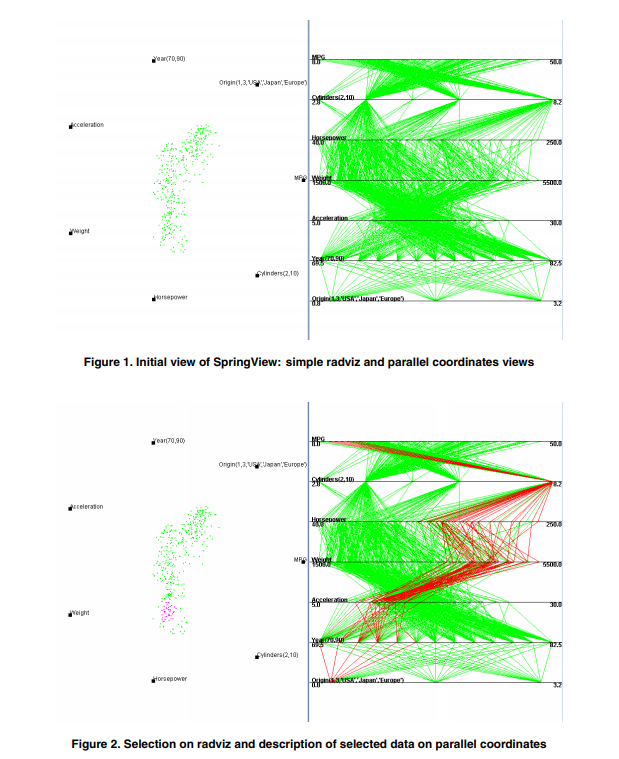 Year(70,90)
Origin(1,3,'USA','Japan','Europe')
Acceleration
MPG
Weight
Cylinders(2,10)
Horsepower
MPG
8.0 50.0
Cylinders(2,10)
2.8 8.2
Horsepower
40.0 250.0
Weight
1500.0 5500.0
Acceleration
5.0 30.0
Year(70,90)
69.5 82.5
Origin(1,3,'USA','Japan','Europe')
0.8 3.2
Figure 1. Initial view of SpringView: simple radviz and parallel coordinates views
Year(70,90)
Origin(1,3,'USA','Japan','Europe')
Acceleration
MPG
Weight
Cylinders(2,10)
Horsepower
MPG
8.0 50.0
Cylinders(2,10)
2.8 8.2
Horsepower
40.0 250.0
Weight
1500.0 5500.0
Acceleration
5.0 30.0
Year(70,90)
69.5 82.5
Origin(1,3,'USA','Japan','Europe')
0.8 3.2
Figure 2. Selection on radviz and description of selected data on parallel coordinates